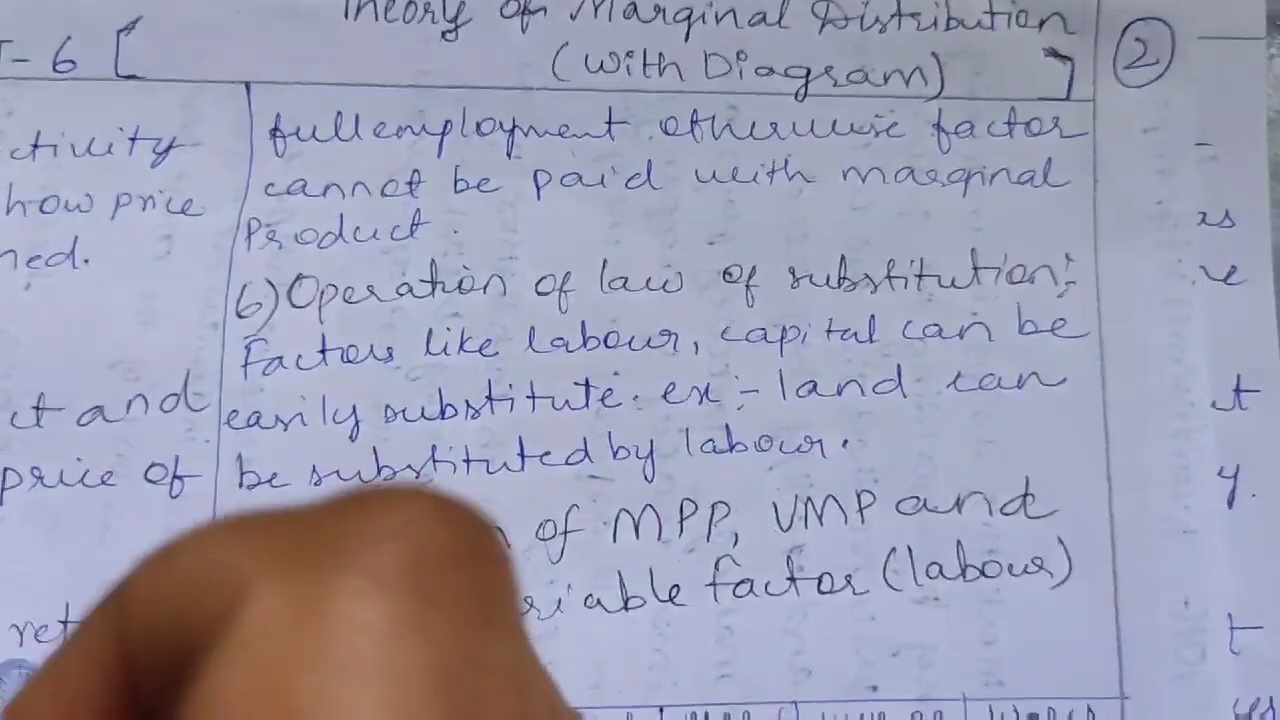 Theory of Marginal Distribution
- 6 [ (With Diagram) ] 2
ctivity
how price
ned.
ct and
price of
ret
full employment otherwise factor
cannot be paid with marginal
Product.
6) Operation of law of substitution:-
Factors like labour, capital can be
easily substitute. ex:- land can
be substituted by labour.
of MPP, VMP and
riable factor (labour)